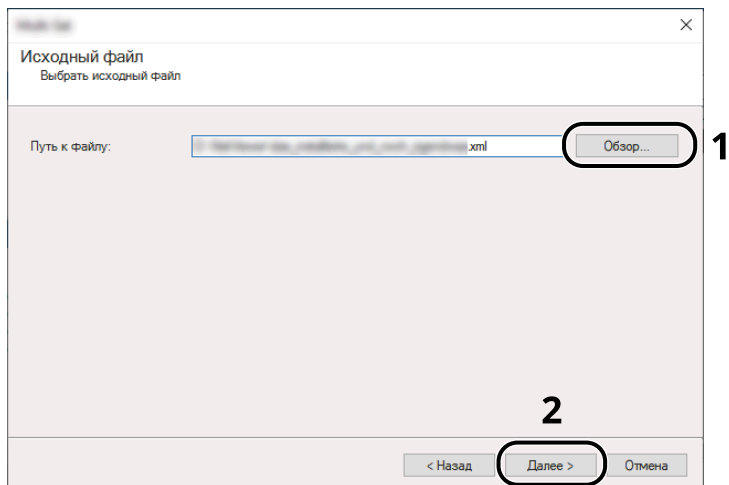 Исходный файл
Выбрать исходный файл
Путь к файлу: .xml Обзор... 1
2
< Назад Далее > Отмена